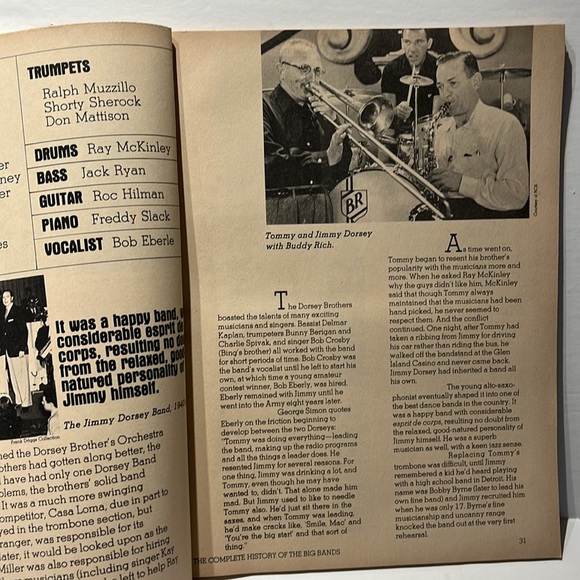 TRUMPETS
Ralph Muzzillo
Shorty Sherock
Don Mattison
DRUMS Ray McKinley
BASS Jack Ryan
GUITAR Roc Hilman
PIANO Freddy Slack
VOCALIST Bob Eberle
It was a happy band,
considerable esprit de
corps, resulting no
from the relaxed, good
natured personality
Jimmy himself.
The Jimmy Dorsey Band, 194
Frank Driggs Collection
ned the Dorsey Brother's Orchestra
others had gotten along better, the
have had only one Dorsey Band
blems, the brothers' solid band
It was a much more swinging
ompetitor, Casa Loma, due in part to
yed in the trombone section, but
ranger, was responsible for its
later, it would be looked upon as the
Miller was also responsible for hiring
musicians (including singer Kay
he left to help Ray
BR
Courtesy of RCA
Tommy and Jimmy Dorsey
with Buddy Rich.
The Dorsey Brothers
boasted the talents of many exciting
musicians and singers. Bassist Delmar
Kaplan, trumpeters Bunny Berigan and
Charlie Spivak, and singer Bob Crosby
(Bing's brother) all worked with the band
for short periods of time. Bob Crosby was
the band's vocalist until he left to start his
own, at which time a young amateur
contest winner, Bob Eberly, was hired.
Eberle remained with Jimmy until he
went into the Army eight years later.
George Simon quotes
Eberly on the friction beginning to
develop between the two Dorseys:
"Tommy was doing everything—leading
the band, making up the radio programs
and all the things a leader does. He
resented Jimmy for several reasons. For
one thing, Jimmy was drinking a lot, and
Tommy, even though he may have
wanted to, didn't. That alone made him
mad. But Jimmy used to like to needle
Tommy also. He'd just sit there in the
saxes, and when Tommy was leading,
he'd make cracks like, 'Smile, Mac' and
'You're the big star!' and that sort of
thing."
As time went on,
Tommy began to resent his brother's
popularity with the musicians more and
more. When he asked Ray McKinley
why the guys didn't like him, McKinley
said that though Tommy always
maintained that the musicians had been
hand picked, he never seemed to
respect them. And the conflict
continued. One night, after Tommy had
taken a ribbing from Jimmy for driving
his car rather than riding the bus, he
walked off the bandstand at the Glen
Island Casino and never came back.
Jimmy Dorsey had inherited a band all
his own.
The young alto-saxo-
phonist eventually shaped it into one of
the best dance bands in the country. It
was a happy band with considerable
esprit de corps, resulting no doubt from
the relaxed, good-natured personality of
Jimmy himself. He was a superb
musician as well, with a keen jazz sense.
Replacing Tommy's
trombone was difficult, until Jimmy
remembered a kid he'd heard playing
with a high school band in Detroit. His
name was Bobby Byrne (later to lead his
own fine band) and Jimmy recruited him
when he was only 17. Byrne's fine
musicianship and uncanny range
knocked the band out at the very first
rehearsal.
THE COMPLETE HISTORY OF THE BIG BANDS
31